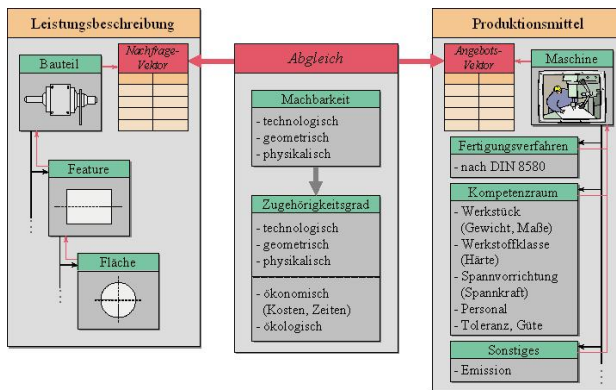 Leistungsbeschreibung
Bauteil
Nachfrage-
Vektor
Feature
Fläche
Abgleich
Machbarkeit
- technologisch
- geometrisch
- physikalisch
Zugehörigkeitsgrad
- technologisch
- geometrisch
- physikalisch
- ökonomisch
(Kosten, Zeiten)
- ökologisch
Produktionsmittel
Angebots-
Vektor
Maschine
Fertigungsverfahren
- nach DIN 8580
Kompetenzraum
- Werkstück
(Gewicht, Maße)
- Werkstoffklasse
(Härte)
- Spannvorrichtung
(Spannkraft)
- Personal
- Toleranz, Güte
Sonstiges
- Emission